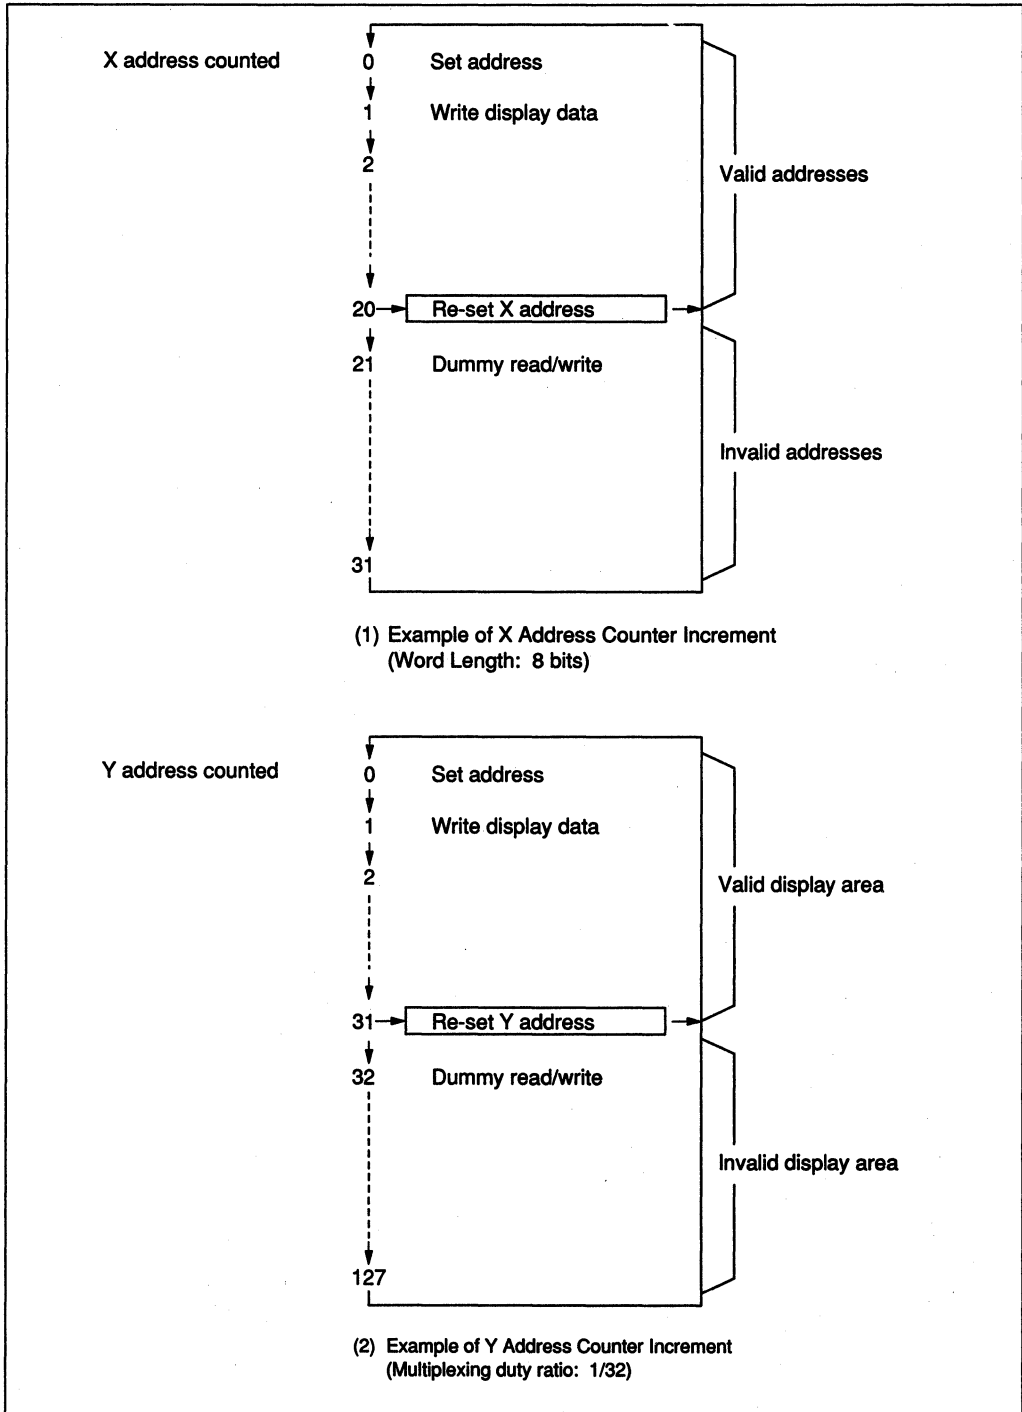 X address counted
0 Set address
1 Write display data
2
Valid addresses
20 Re-set X address
21 Dummy read/write
Invalid addresses
31
(1) Example of X Address Counter Increment
(Word Length: 8 bits)
Y address counted
0 Set address
1 Write display data
2
Valid display area
31 Re-set Y address
32 Dummy read/write
Invalid display area
127
(2) Example of Y Address Counter Increment
(Multiplexing duty ratio: 1/32)